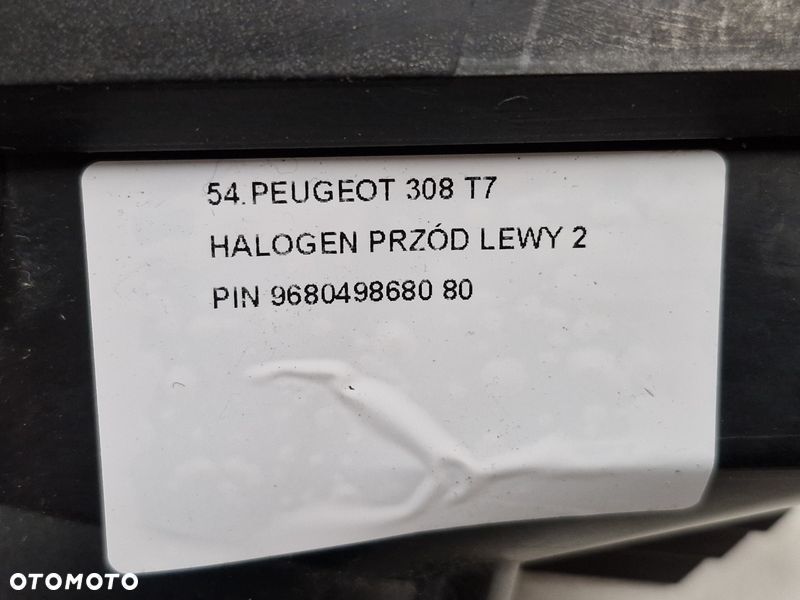 54.PEUGEOT 308 T7
HALOGEN PRZÓD LEWY 2
PIN 9680498680 80
OTOMOTO